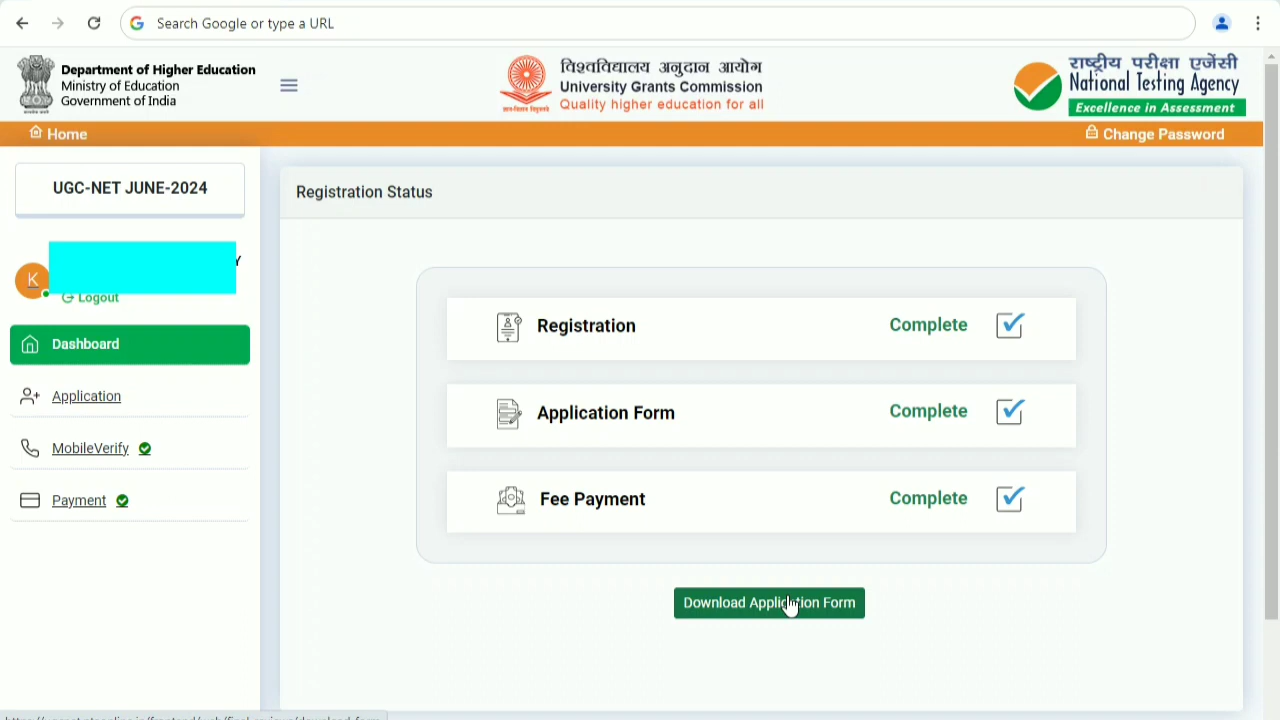 Search Google or type a URL
Department of Higher Education
Ministry of Education
Government of India
विश्वविद्यालय अनुदान आयोग
University Grants Commission
Quality higher education for all
राष्ट्रीय परीक्षा एजेंसी
National Testing Agency
Excellence in Assessment
Home
Change Password
UGC-NET JUNE-2024
K
Y
Logout
Dashboard
Application
MobileVerify
Payment
Registration Status
Registration Complete
Application Form Complete
Fee Payment Complete
Download Application Form